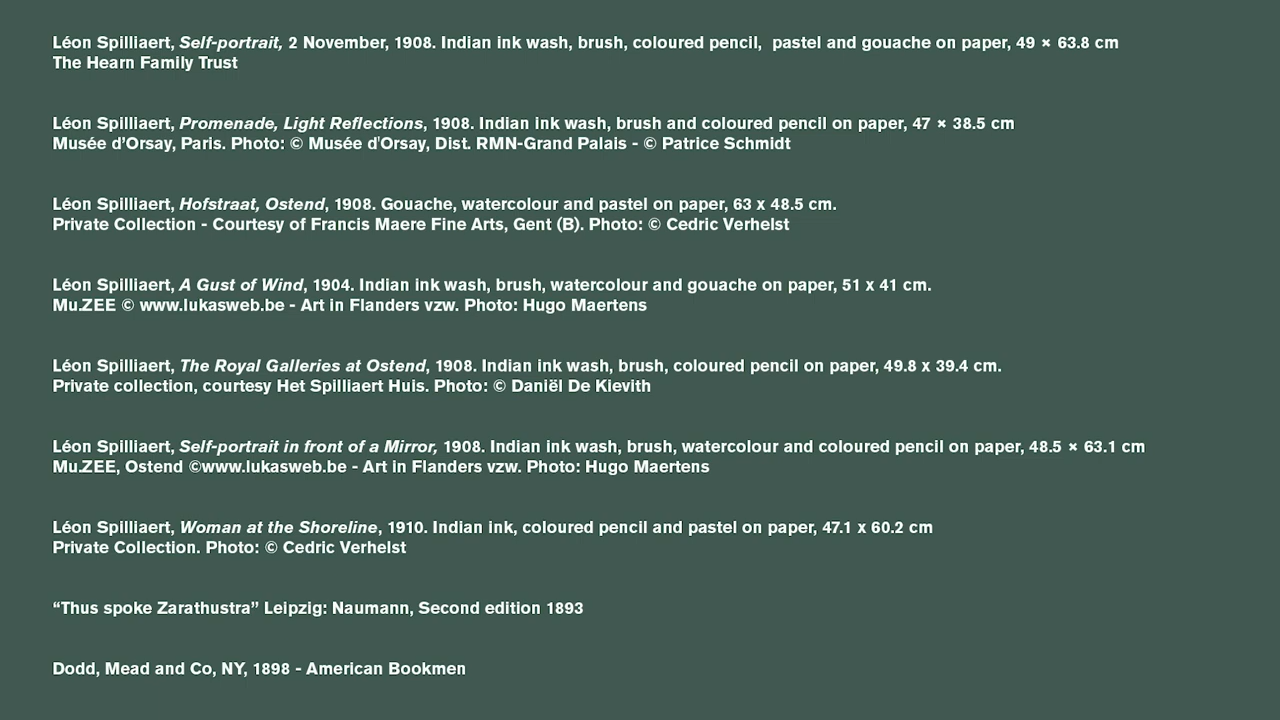 Léon Spilliaert, Self-portrait, 2 November, 1908. Indian ink wash, brush, coloured pencil,  pastel and gouache on paper, 49 × 63.8 cm
The Hearn Family Trust
Léon Spilliaert, Promenade, Light Reflections, 1908. Indian ink wash, brush and coloured pencil on paper, 47 × 38.5 cm
Musée d’Orsay, Paris. Photo: © Musée d'Orsay, Dist. RMN-Grand Palais - © Patrice Schmidt
Léon Spilliaert, Hofstraat, Ostend, 1908. Gouache, watercolour and pastel on paper, 63 x 48.5 cm.
Private Collection - Courtesy of Francis Maere Fine Arts, Gent (B). Photo: © Cedric Verhelst
Léon Spilliaert, A Gust of Wind, 1904. Indian ink wash, brush, watercolour and gouache on paper, 51 x 41 cm.
Mu.ZEE © www.lukasweb.be - Art in Flanders vzw. Photo: Hugo Maertens
Léon Spilliaert, The Royal Galleries at Ostend, 1908. Indian ink wash, brush, coloured pencil on paper, 49.8 x 39.4 cm.
Private collection, courtesy Het Spilliaert Huis. Photo: © Daniël De Kievith
Léon Spilliaert, Self-portrait in front of a Mirror, 1908. Indian ink wash, brush, watercolour and coloured pencil on paper, 48.5 × 63.1 cm
Mu.ZEE, Ostend ©www.lukasweb.be - Art in Flanders vzw. Photo: Hugo Maertens
Léon Spilliaert, Woman at the Shoreline, 1910. Indian ink, coloured pencil and pastel on paper, 47.1 x 60.2 cm
Private Collection. Photo: © Cedric Verhelst
“Thus spoke Zarathustra” Leipzig: Naumann, Second edition 1893
Dodd, Mead and Co, NY, 1898 - American Bookmen